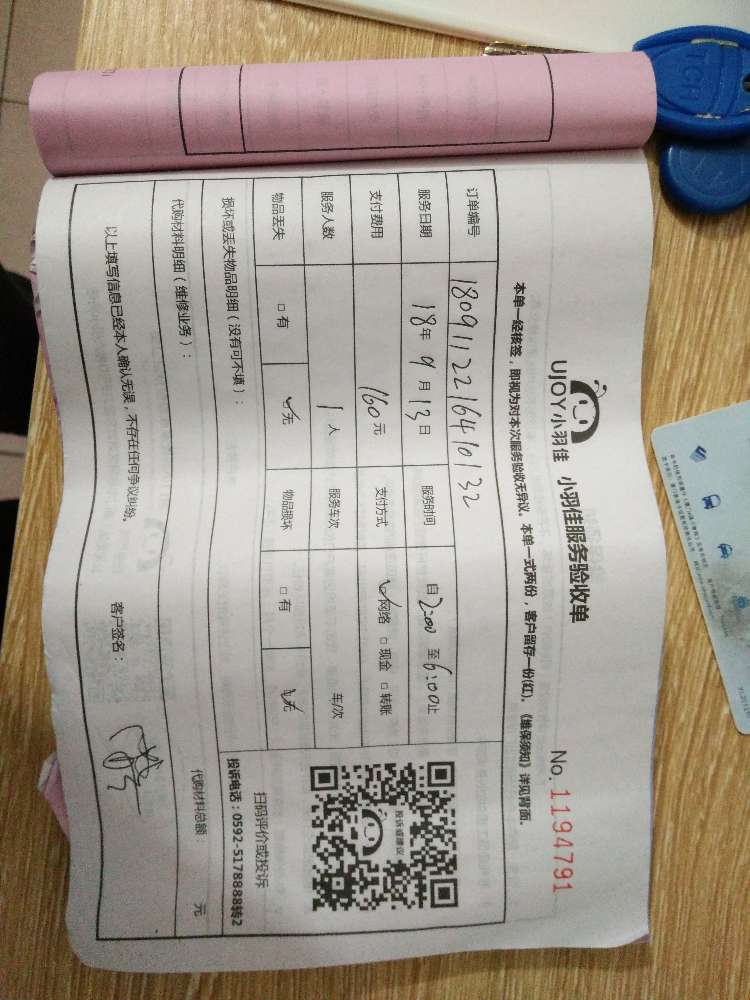 UJOY小羽佳 小羽佳服务验收单
No. 1194791
本单一经核签，即视为对本次服务验收无异议。本单一式两份，客户留存一份(红)。《维保须知》详见背面。
订单编号 180911221640132
服务日期 18年 9月 13日 服务时间 自 2:00 至 6:00 止
支付费用 160元 支付方式 ☑网络 □现金 □转账
服务人数 1人 服务车次 车/次
物品丢失 □有 ☑无 物品损坏 □有 ☑无
投诉或建议
扫码评价或投诉
投诉电话：0592-5178888转2
损坏或丢失物品明细（没有可不填）：
代购材料明细（维修业务）： 代购材料总额： 元
以上填写信息已经本人确认无误，不存在任何争议纠纷。 客户签名：
TCH